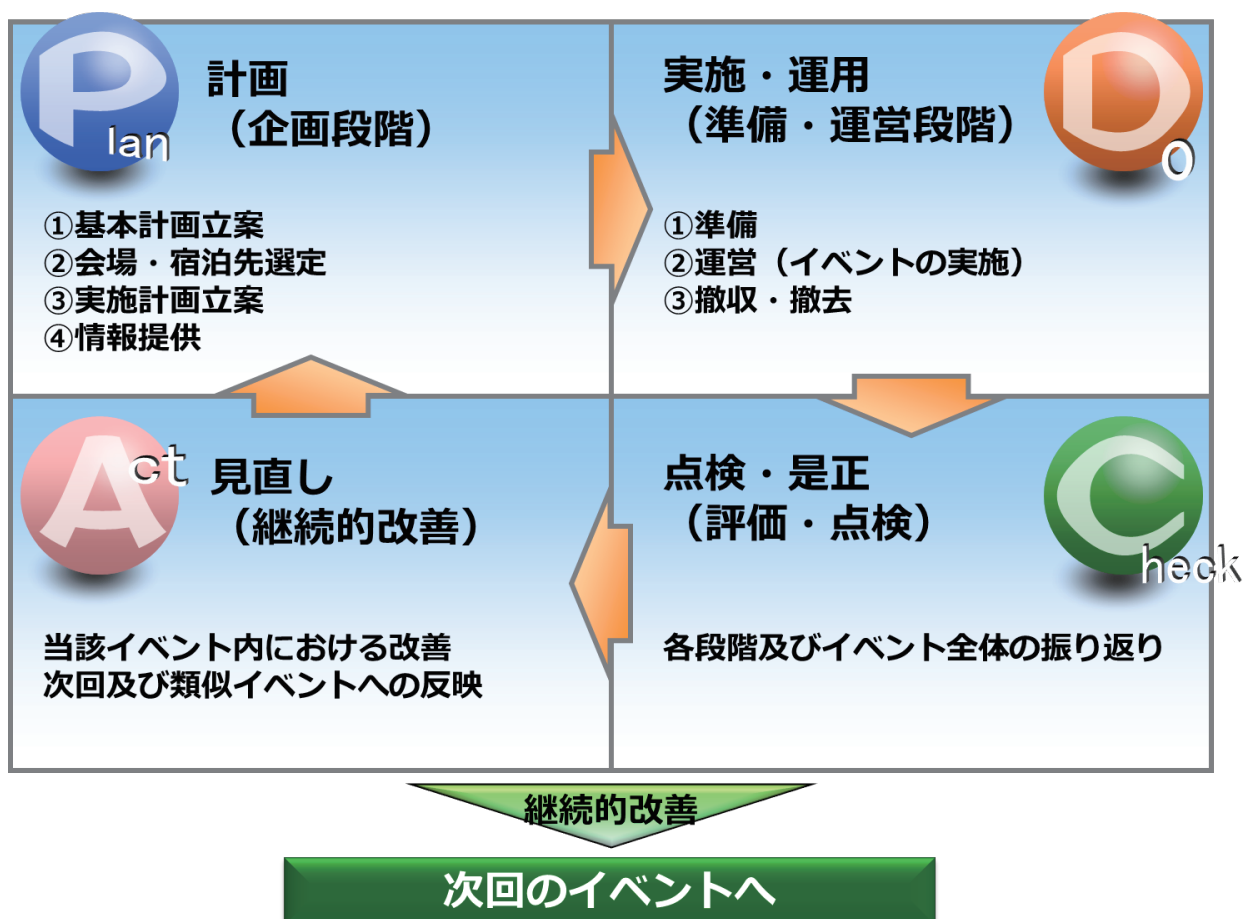 Plan
計画
（企画段階）
①基本計画立案
②会場・宿泊先選定
③実施計画立案
④情報提供
Do
実施・運用
（準備・運営段階）
①準備
②運営（イベントの実施）
③撤収・撤去
Act
見直し
（継続的改善）
当該イベント内における改善
次回及び類似イベントへの反映
Check
点検・是正
（評価・点検）
各段階及びイベント全体の振り返り
継続的改善
次回のイベントへ